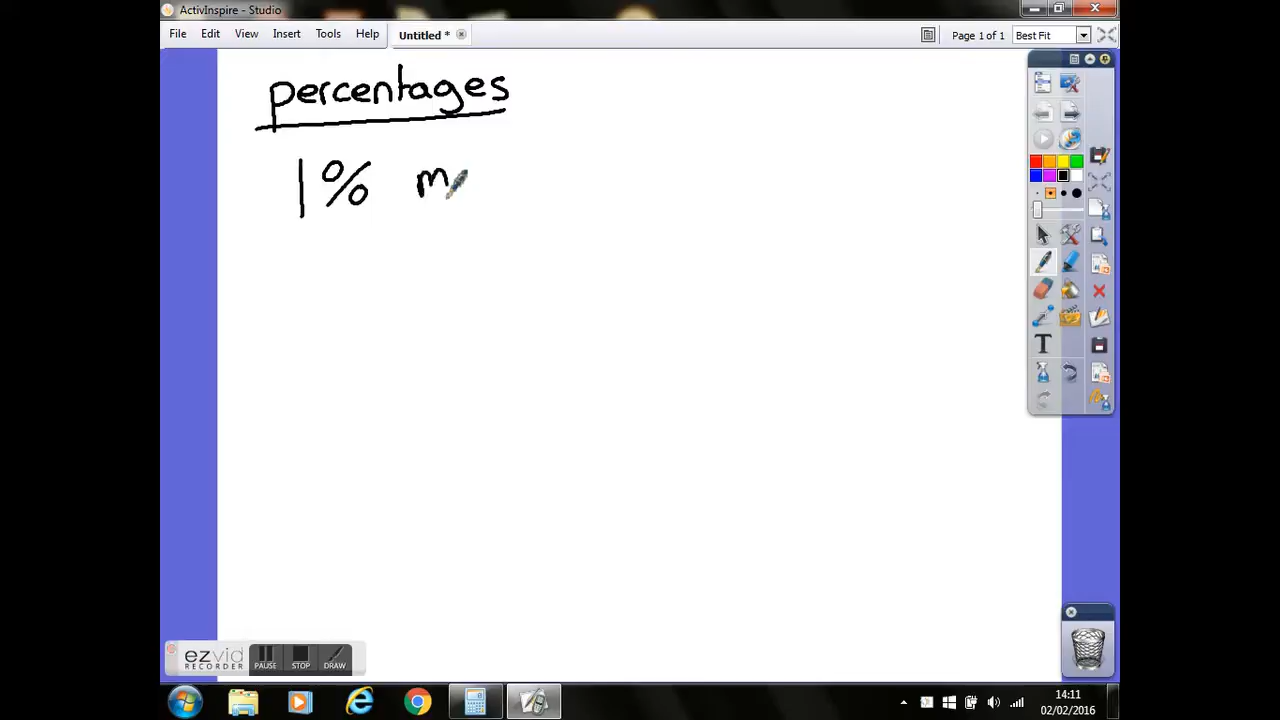 ActivInspire - Studio
File Edit View Insert Tools Help Untitled * Page 1 of 1 Best Fit
percentages
1% m
T
ezvid
RECORDER PAUSE STOP DRAW
14:11
02/02/2016